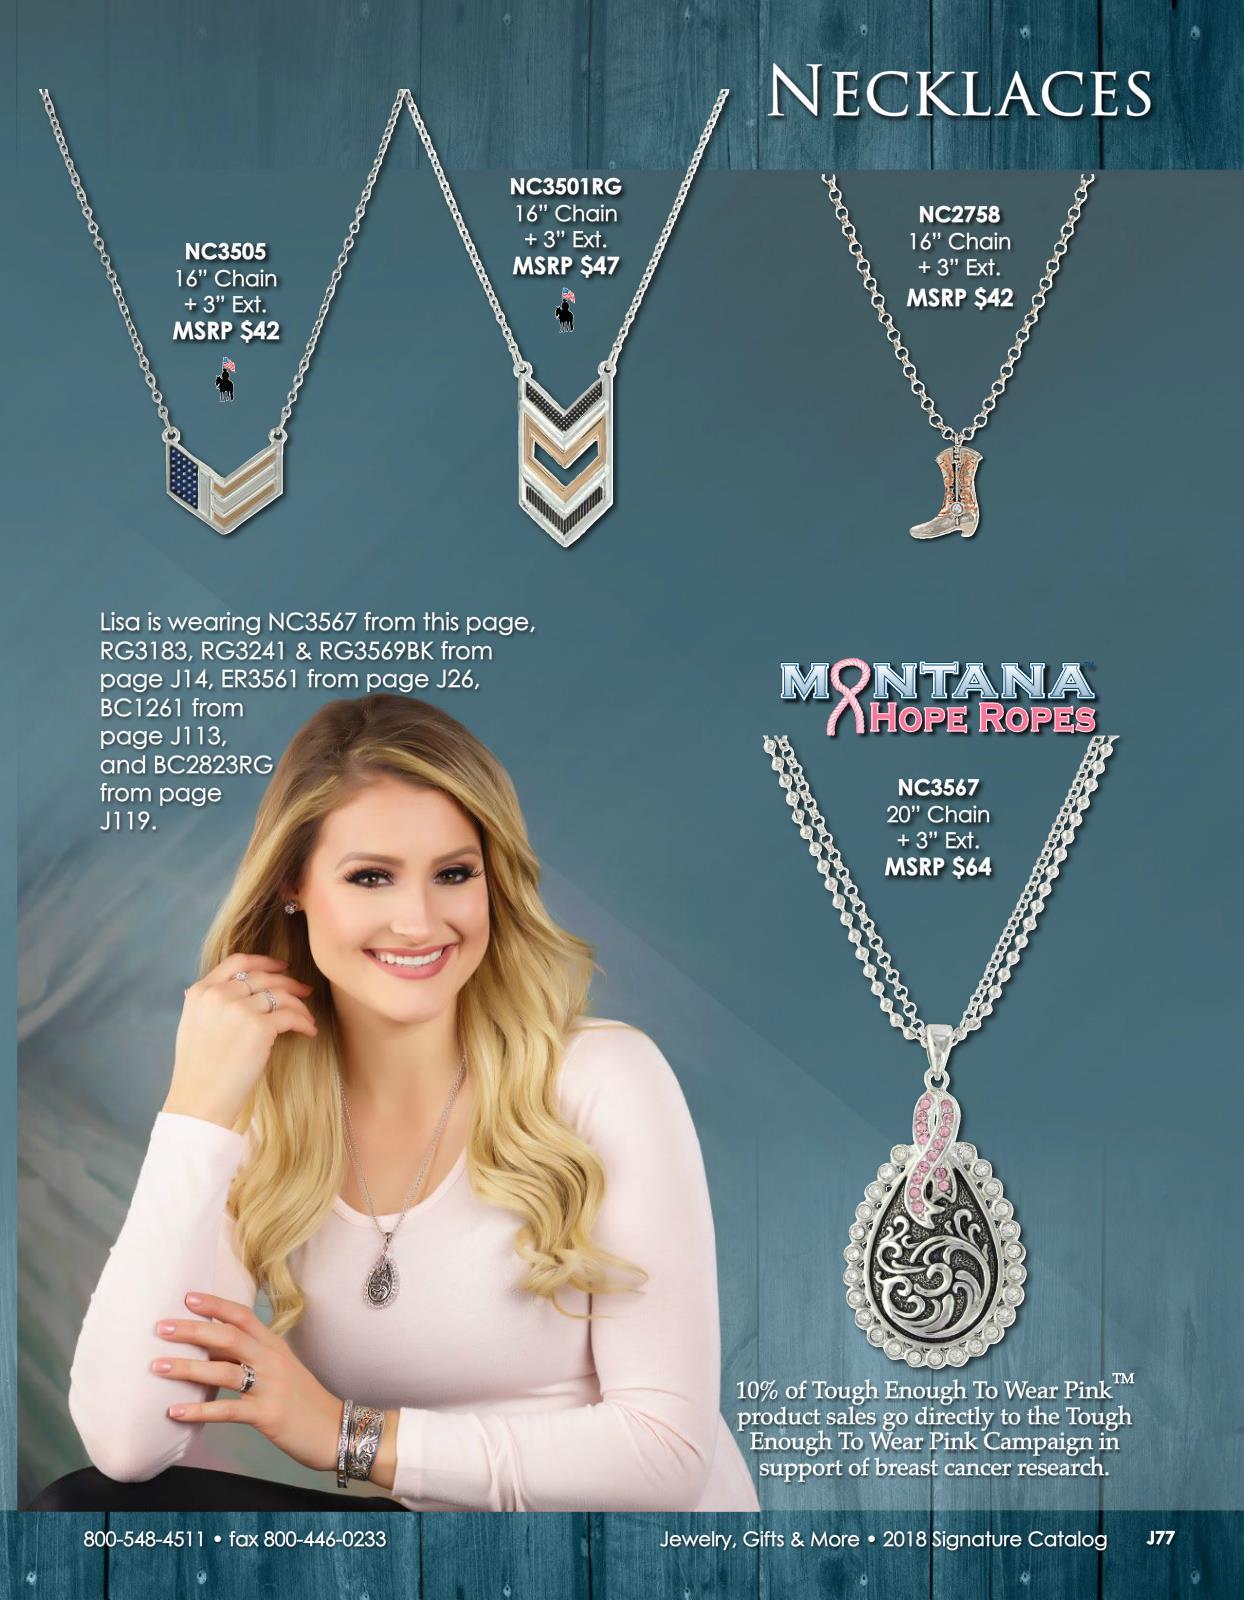 NECKLACES
NC3505
16” Chain
+ 3” Ext.
MSRP $42
NC3501RG
16” Chain
+ 3” Ext.
MSRP $47
NC2758
16” Chain
+ 3” Ext.
MSRP $42
Lisa is wearing NC3567 from this page,
RG3183, RG3241 & RG3569BK from
page J14, ER3561 from page J26,
BC1261 from
page J113,
and BC2823RG
from page
J119.
MONTANA™
HOPE ROPES
NC3567
20” Chain
+ 3” Ext.
MSRP $64
10% of Tough Enough To Wear Pink™
product sales go directly to the Tough
Enough To Wear Pink Campaign in
support of breast cancer research.
800-548-4511 • fax 800-446-0233
Jewelry, Gifts & More • 2018 Signature Catalog J77